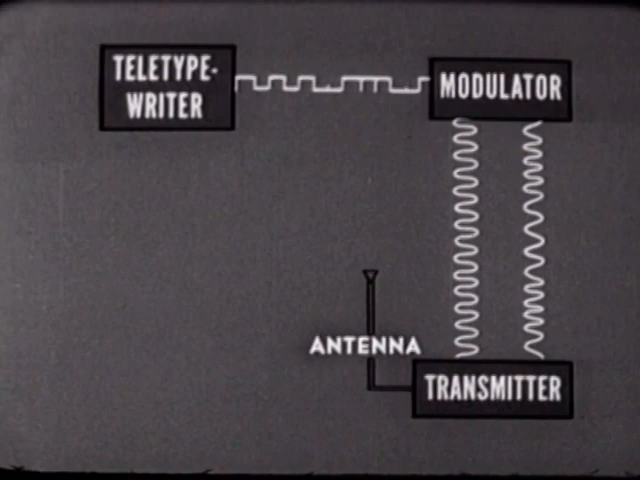 TELETYPE-
WRITER
MODULATOR
ANTENNA
TRANSMITTER